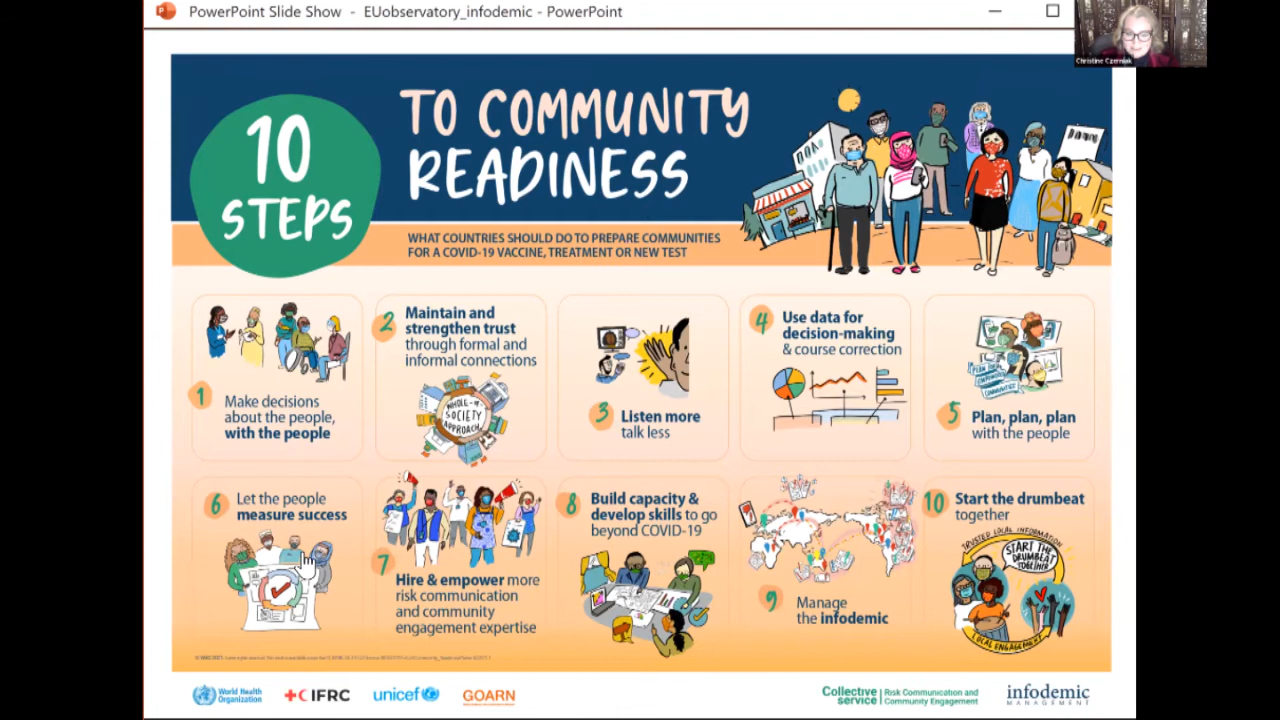 PowerPoint Slide Show - EUobservatory_infodemic - PowerPoint
Christine Czerniak
10
STEPS
TO COMMUNITY
READINESS
WHAT COUNTRIES SHOULD DO TO PREPARE COMMUNITIES
FOR A COVID-19 VACCINE, TREATMENT OR NEW TEST
1
Make decisions
about the people,
with the people
2
Maintain and
strengthen trust
through formal and
informal connections
WHOLE-OF
SOCIETY
APPROACH
3
Listen more
talk less
4
Use data for
decision-making
& course correction
5
Plan, plan, plan
with the people
6
Let the people
measure success
7
Hire & empower more
risk communication
and community
engagement expertise
8
Build capacity &
develop skills to go
beyond COVID-19
9
Manage
the infodemic
10
Start the drumbeat
together
TRUSTED LOCAL INFORMATION
START THE
DRUMBEAT
TOGETHER
LOCAL ENGAGEMENT
World Health
Organization
IFRC
unicef
GOARN
Collective
service
Risk Communication and
Community Engagement
infodemic
MANAGEMENT